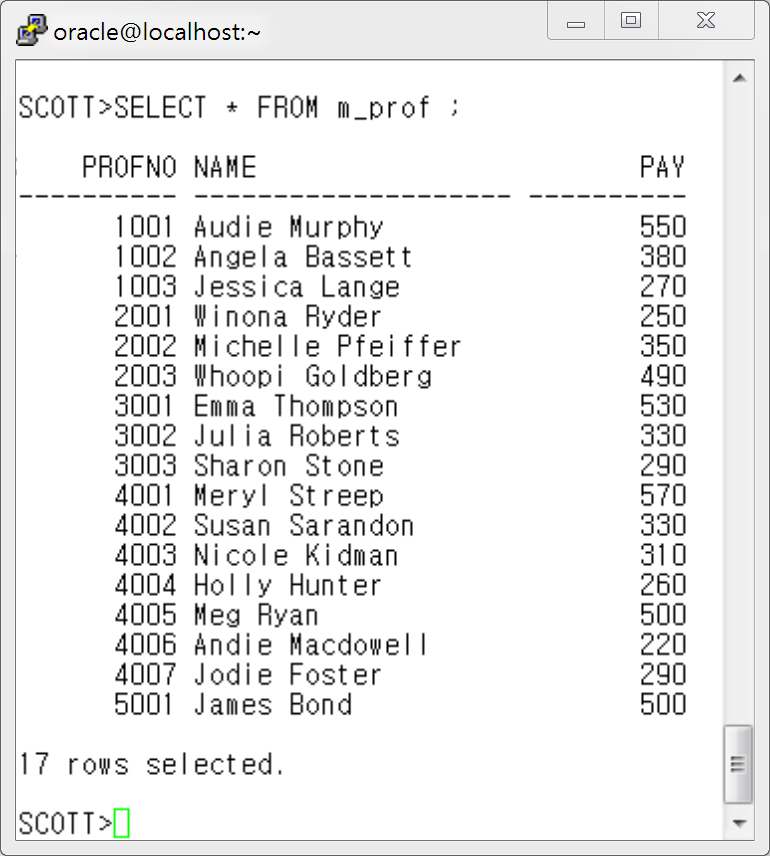 oracle@localhost:~
SCOTT>SELECT * FROM m_prof ;
    PROFNO NAME                                PAY
---------- -------------------- ----------
      1001 Audie Murphy                        550
      1002 Angela Bassett                      380
      1003 Jessica Lange                       270
      2001 Winona Ryder                        250
      2002 Michelle Pfeiffer                   350
      2003 Whoopi Goldberg                     490
      3001 Emma Thompson                       530
      3002 Julia Roberts                       330
      3003 Sharon Stone                        290
      4001 Meryl Streep                        570
      4002 Susan Sarandon                      330
      4003 Nicole Kidman                       310
      4004 Holly Hunter                        260
      4005 Meg Ryan                            500
      4006 Andie Macdowell                     220
      4007 Jodie Foster                        290
      5001 James Bond                          500
17 rows selected.
SCOTT>